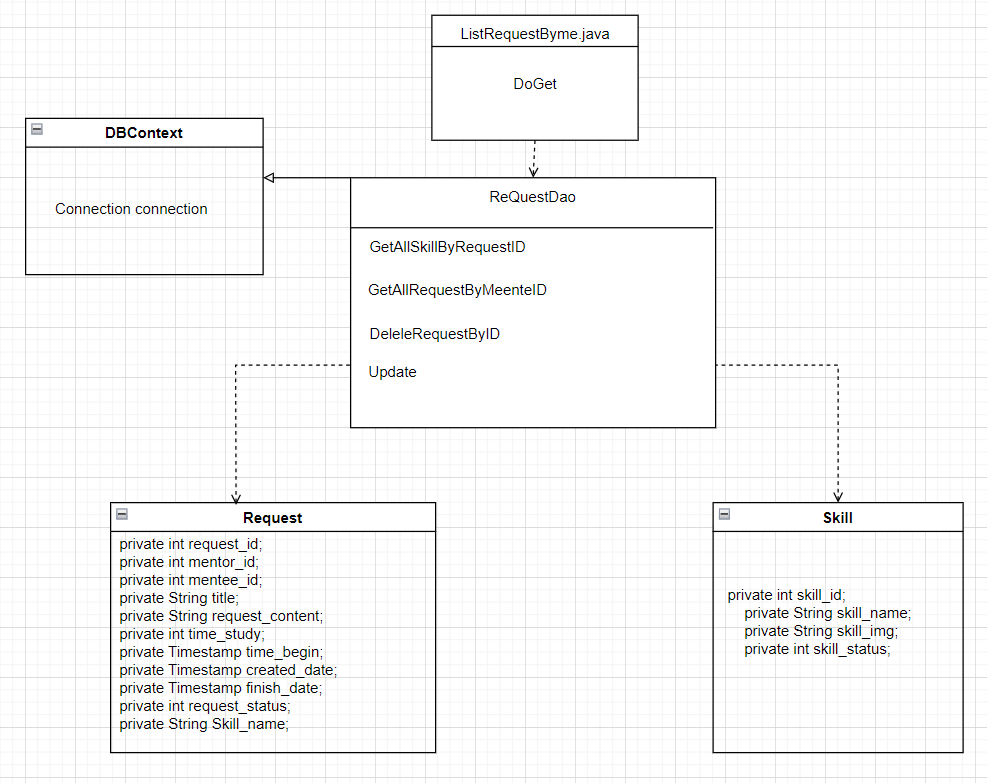 ListRequestByme.java
DoGet
DBContext
Connection connection
ReQuestDao
GetAllSkillByRequestID
GetAllRequestByMeenteID
DeleleRequestByID
Update
Request
private int request_id;
private int mentor_id;
private int mentee_id;
private String title;
private String request_content;
private int time_study;
private Timestamp time_begin;
private Timestamp created_date;
private Timestamp finish_date;
private int request_status;
private String Skill_name;
Skill
private int skill_id;
private String skill_name;
private String skill_img;
private int skill_status;